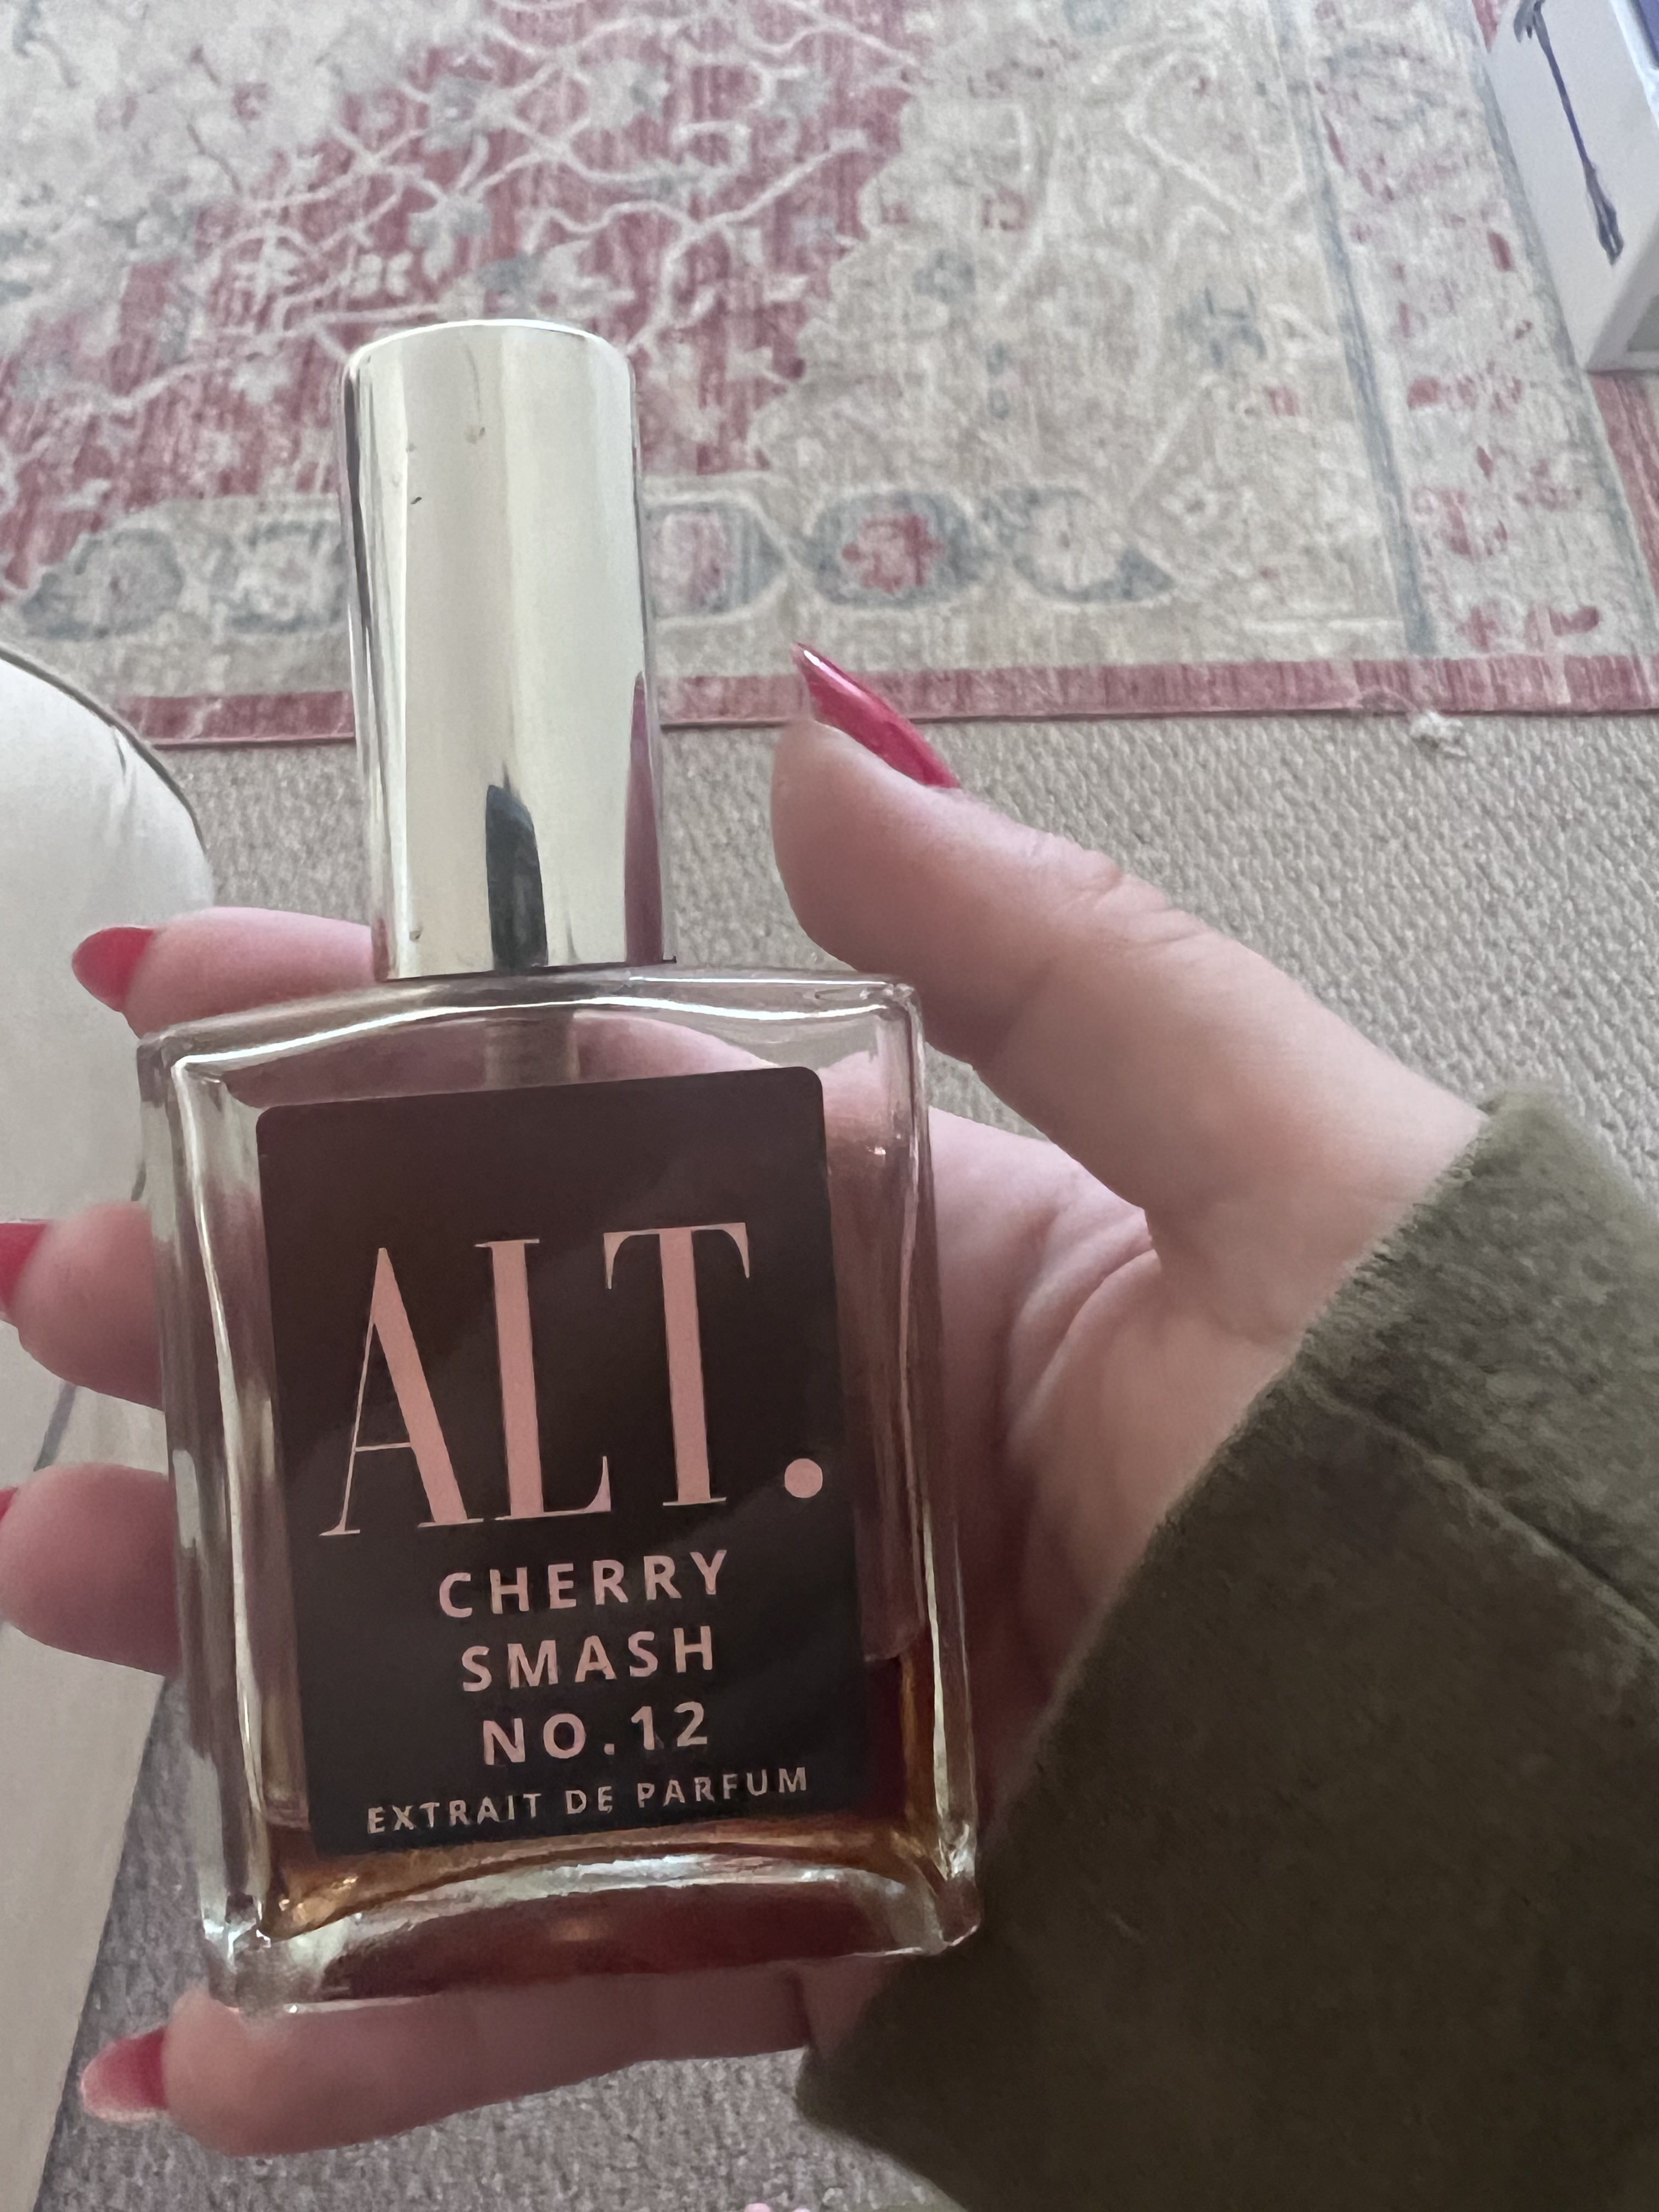 ALT.
CHERRY
SMASH
NO.12
EXTRAIT DE PARFUM